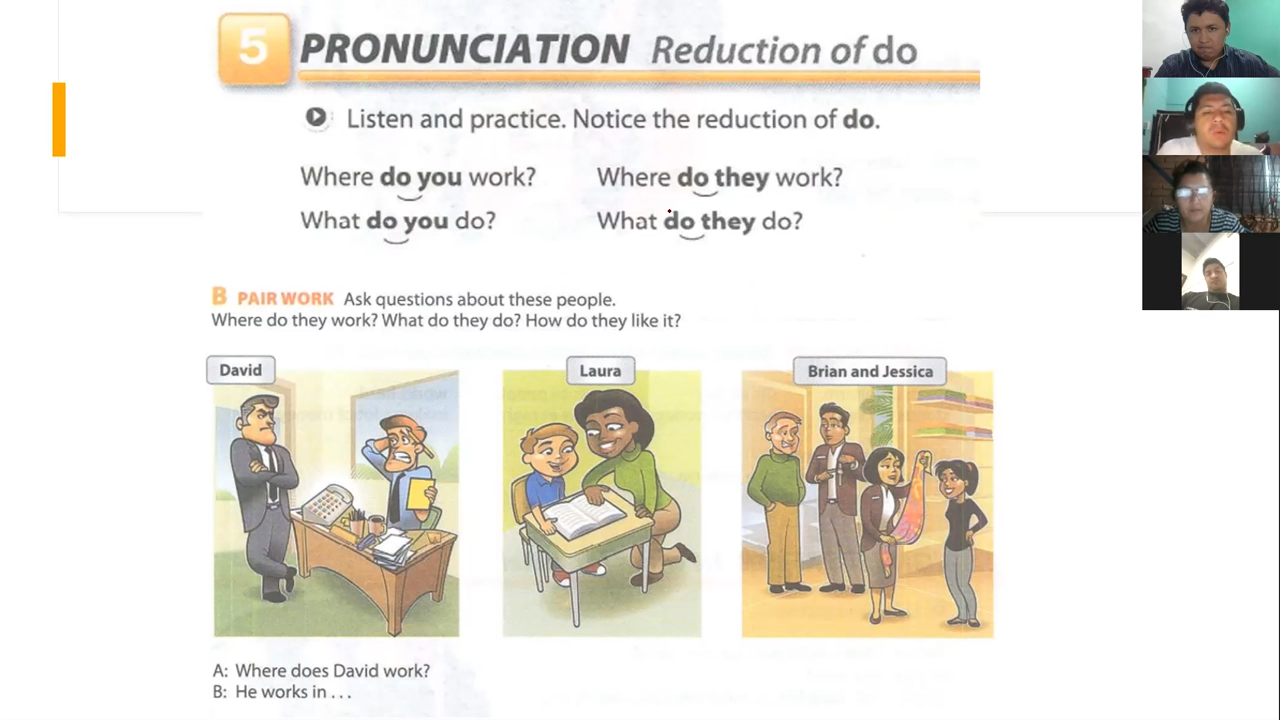 5 PRONUNCIATION Reduction of do
Listen and practice. Notice the reduction of do.
Where do you work? Where do they work?
What do you do? What do they do?
B PAIR WORK Ask questions about these people.
Where do they work? What do they do? How do they like it?
David Laura Brian and Jessica
A: Where does David work?
B: He works in . . .